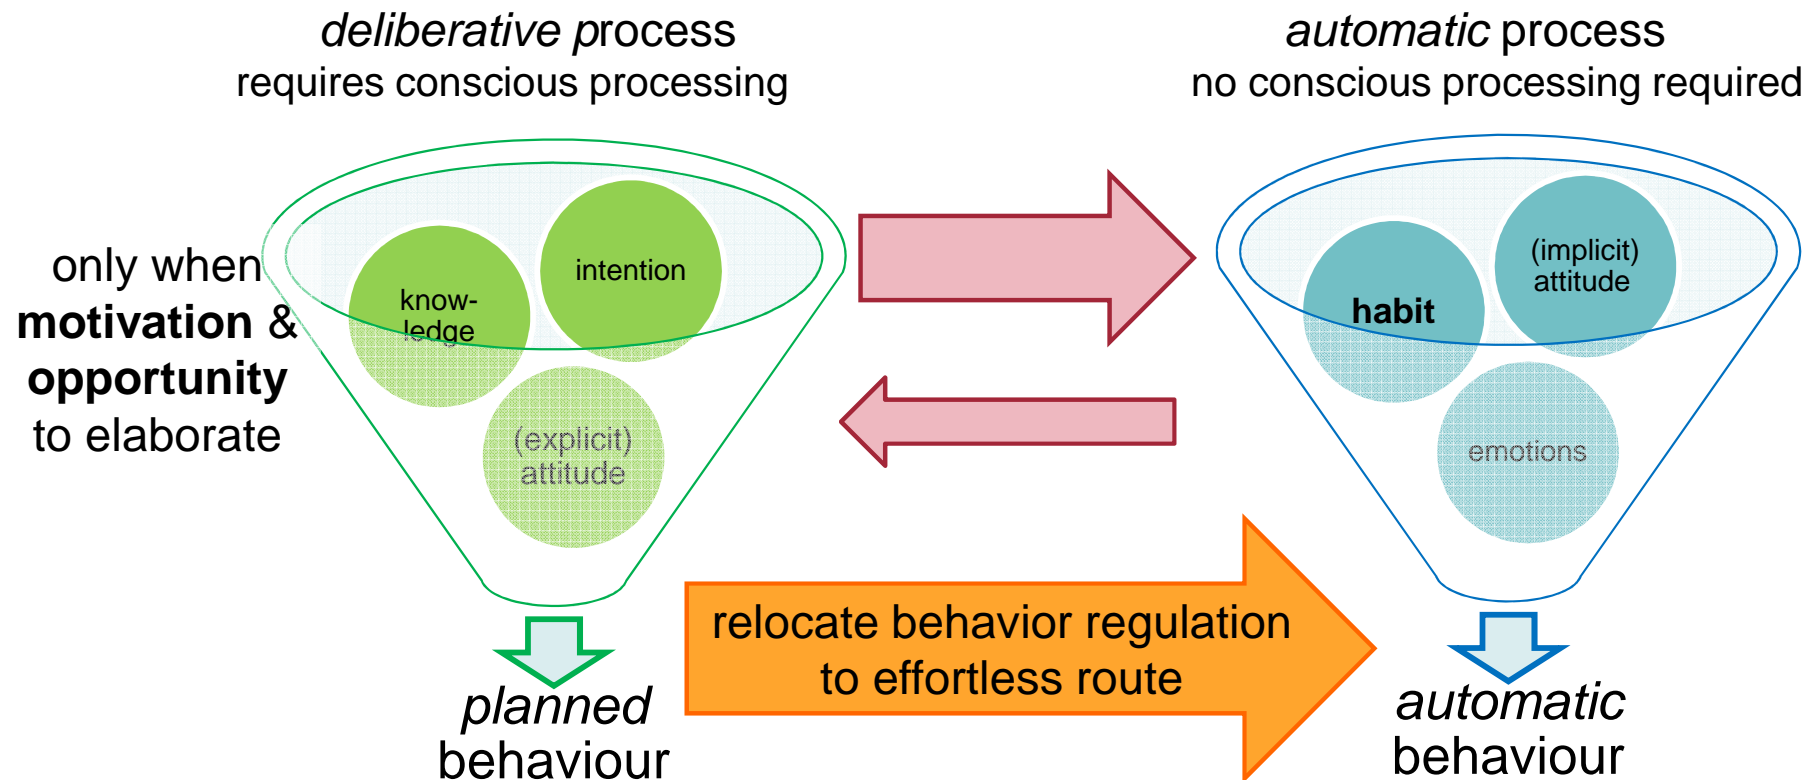 deliberative process
requires conscious processing
automatic process
no conscious processing required
only when
motivation &
opportunity
to elaborate
know-
ledge
intention
(explicit)
attitude
habit
(implicit)
attitude
emotions
relocate behavior regulation
to effortless route
planned
behaviour
automatic
behaviour